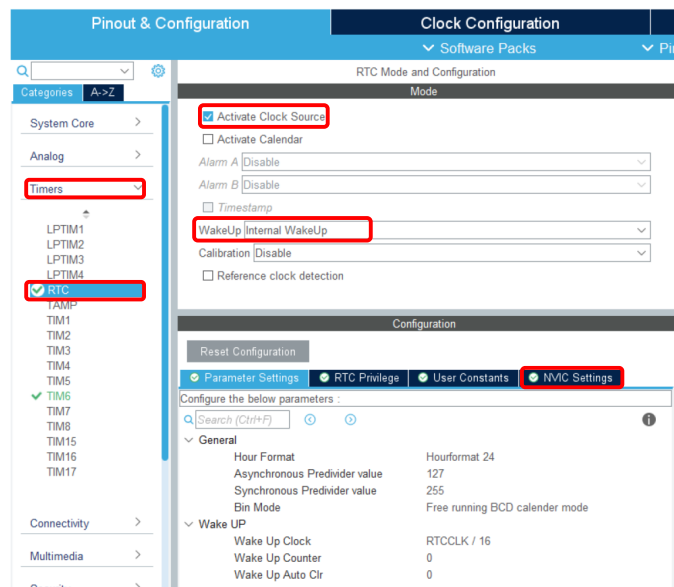 Pinout & Configuration
Clock Configuration
Software Packs
Pi
Categories A->Z
System Core
Analog
Timers
LPTIM1
LPTIM2
LPTIM3
LPTIM4
RTC
TAMP
TIM1
TIM2
TIM3
TIM4
TIM5
TIM6
TIM7
TIM8
TIM15
TIM16
TIM17
Connectivity
Multimedia
RTC Mode and Configuration
Mode
Activate Clock Source
Activate Calendar
Alarm A Disable
Alarm B Disable
Timestamp
WakeUp Internal WakeUp
Calibration Disable
Reference clock detection
Configuration
Reset Configuration
Parameter Settings RTC Privilege User Constants NVIC Settings
Configure the below parameters :
Search (Ctrl+F)
General
Hour Format Hourformat 24
Asynchronous Predivider value 127
Synchronous Predivider value 255
Bin Mode Free running BCD calender mode
Wake UP
Wake Up Clock RTCCLK / 16
Wake Up Counter 0
Wake Up Auto Clr 0